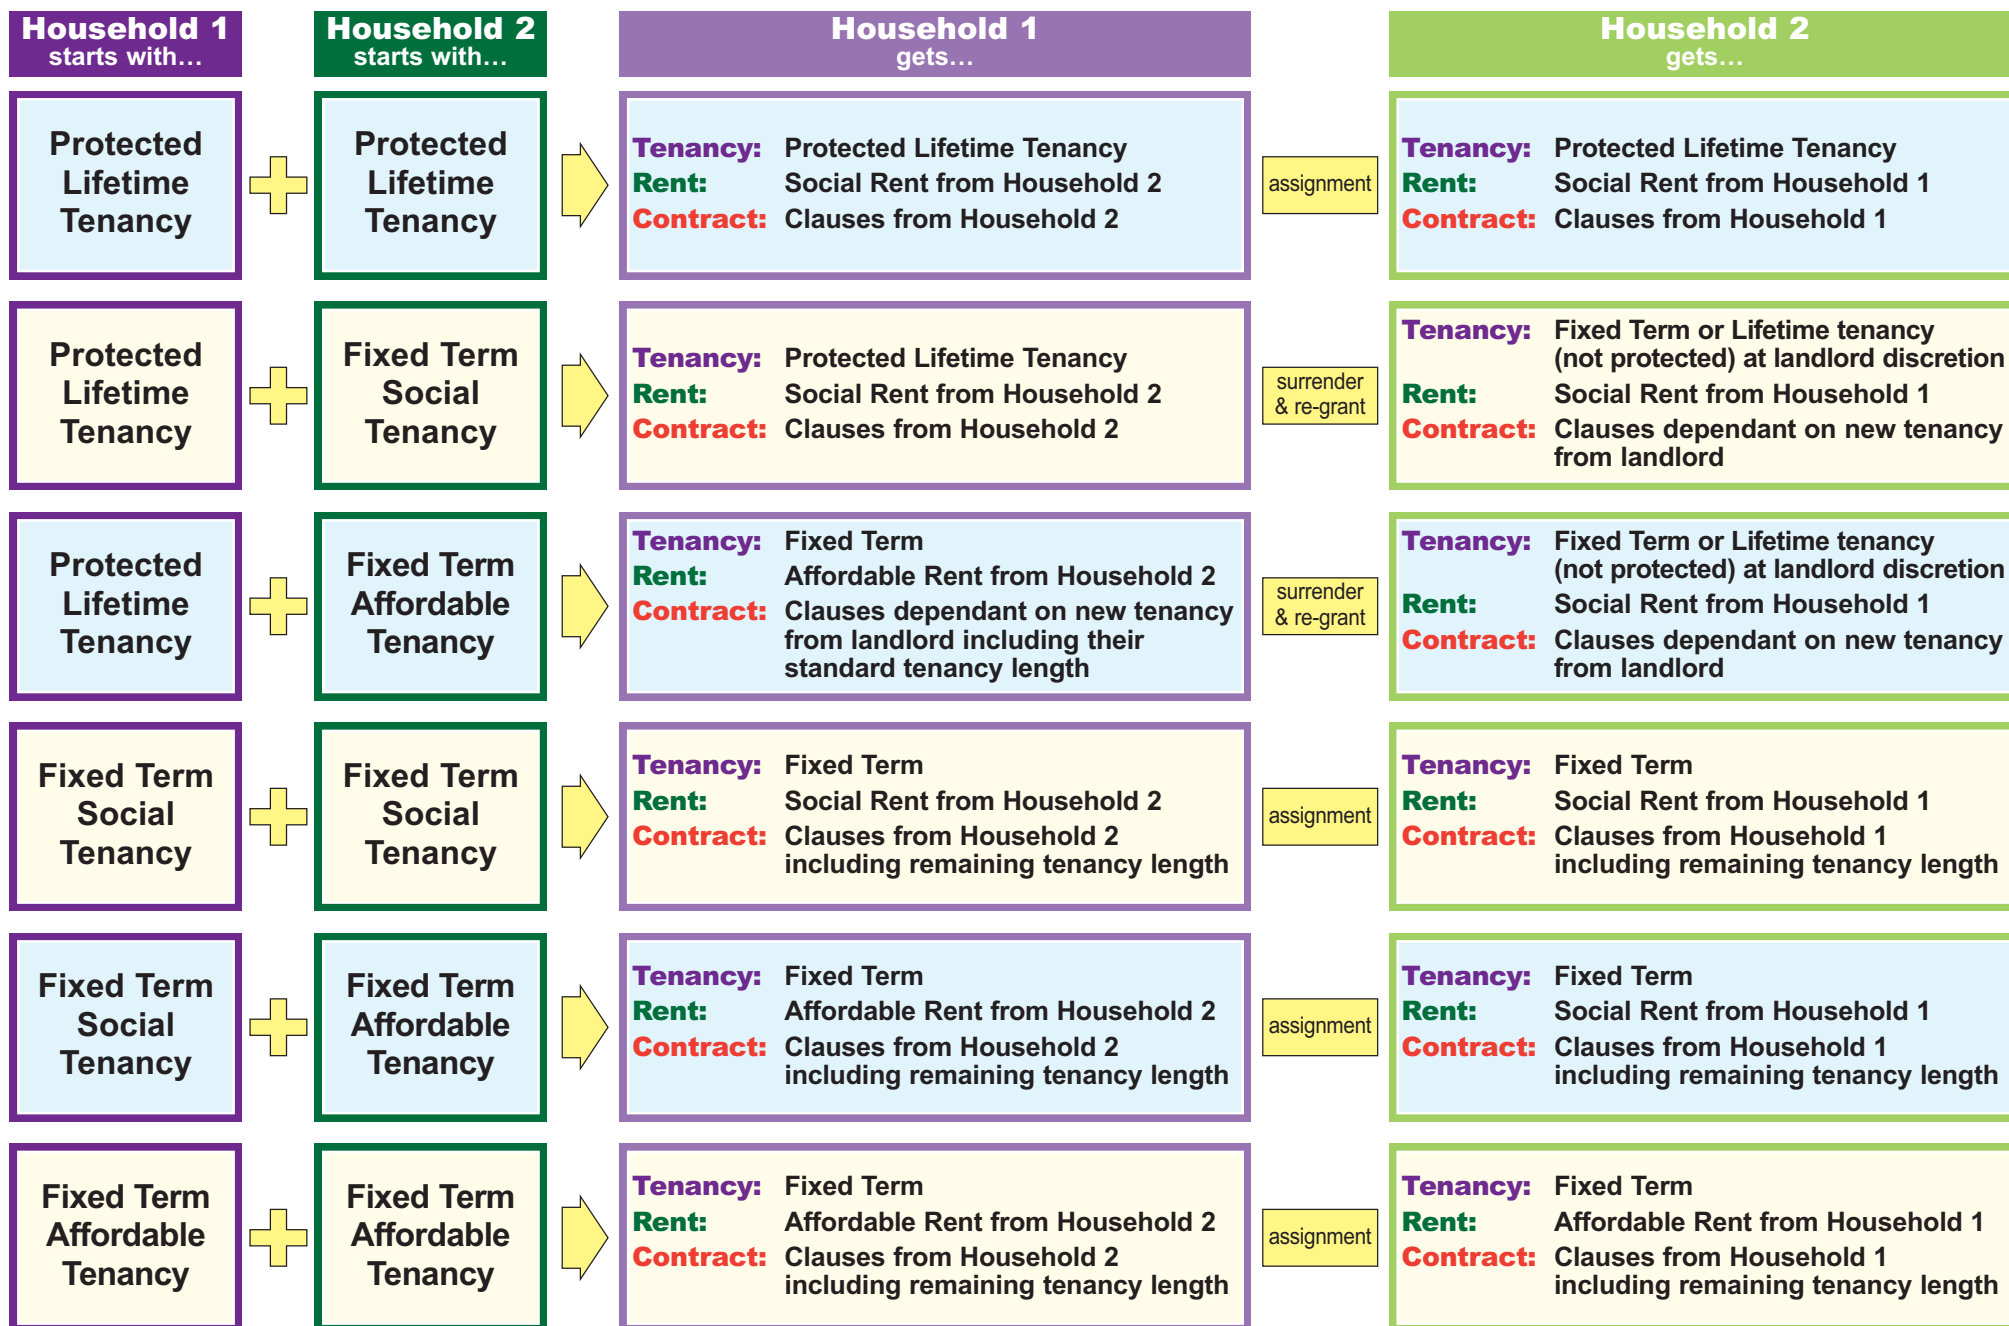 Household 1
starts with...
Household 2
starts with...
Household 1
gets...
Household 2
gets...
Protected
Lifetime
Tenancy
Protected
Lifetime
Tenancy
Tenancy: Protected Lifetime Tenancy
Rent: Social Rent from Household 2
Contract: Clauses from Household 2
assignment
Tenancy: Protected Lifetime Tenancy
Rent: Social Rent from Household 1
Contract: Clauses from Household 1
Protected
Lifetime
Tenancy
Fixed Term
Social
Tenancy
Tenancy: Protected Lifetime Tenancy
Rent: Social Rent from Household 2
Contract: Clauses from Household 2
surrender
& re-grant
Tenancy: Fixed Term or Lifetime tenancy
(not protected) at landlord discretion
Rent: Social Rent from Household 1
Contract: Clauses dependant on new tenancy
from landlord
Protected
Lifetime
Tenancy
Fixed Term
Affordable
Tenancy
Tenancy: Fixed Term
Rent: Affordable Rent from Household 2
Contract: Clauses dependant on new tenancy
from landlord including their
standard tenancy length
surrender
& re-grant
Tenancy: Fixed Term or Lifetime tenancy
(not protected) at landlord discretion
Rent: Social Rent from Household 1
Contract: Clauses dependant on new tenancy
from landlord
Fixed Term
Social
Tenancy
Fixed Term
Social
Tenancy
Tenancy: Fixed Term
Rent: Social Rent from Household 2
Contract: Clauses from Household 2
including remaining tenancy length
assignment
Tenancy: Fixed Term
Rent: Social Rent from Household 1
Contract: Clauses from Household 1
including remaining tenancy length
Fixed Term
Social
Tenancy
Fixed Term
Affordable
Tenancy
Tenancy: Fixed Term
Rent: Affordable Rent from Household 2
Contract: Clauses from Household 2
including remaining tenancy length
assignment
Tenancy: Fixed Term
Rent: Social Rent from Household 1
Contract: Clauses from Household 1
including remaining tenancy length
Fixed Term
Affordable
Tenancy
Fixed Term
Affordable
Tenancy
Tenancy: Fixed Term
Rent: Affordable Rent from Household 2
Contract: Clauses from Household 2
including remaining tenancy length
assignment
Tenancy: Fixed Term
Rent: Affordable Rent from Household 1
Contract: Clauses from Household 1
including remaining tenancy length